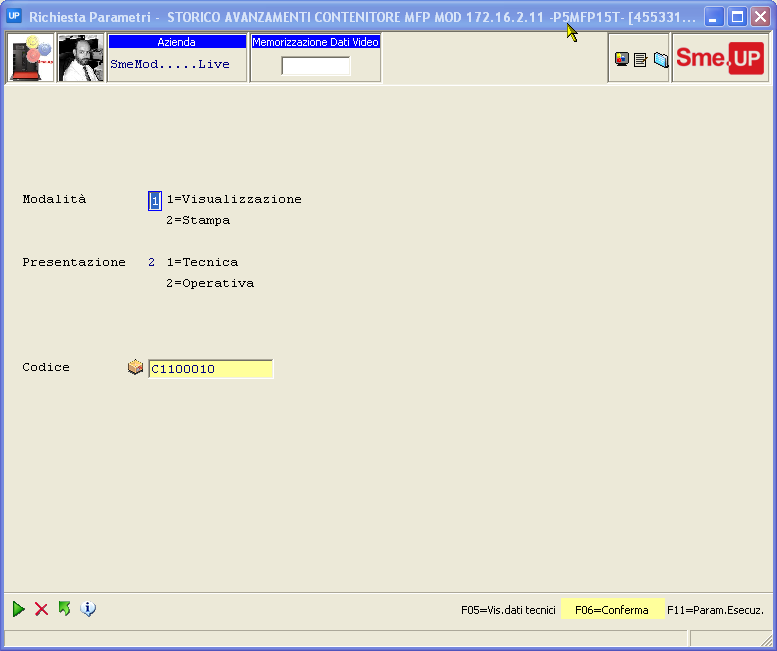 UP Richiesta Parametri - STORICO AVANZAMENTI CONTENITORE MFP MOD 172.16.2.11 -P5MFP15T- [455331...
Azienda
SmeMod.....Live
Memorizzazione Dati Video
Sme.UP
Modalità 1 1=Visualizzazione
2=Stampa
Presentazione 2 1=Tecnica
2=Operativa
Codice C1100010
F05=Vis.dati tecnici F06=Conferma F11=Param.Esecuz.